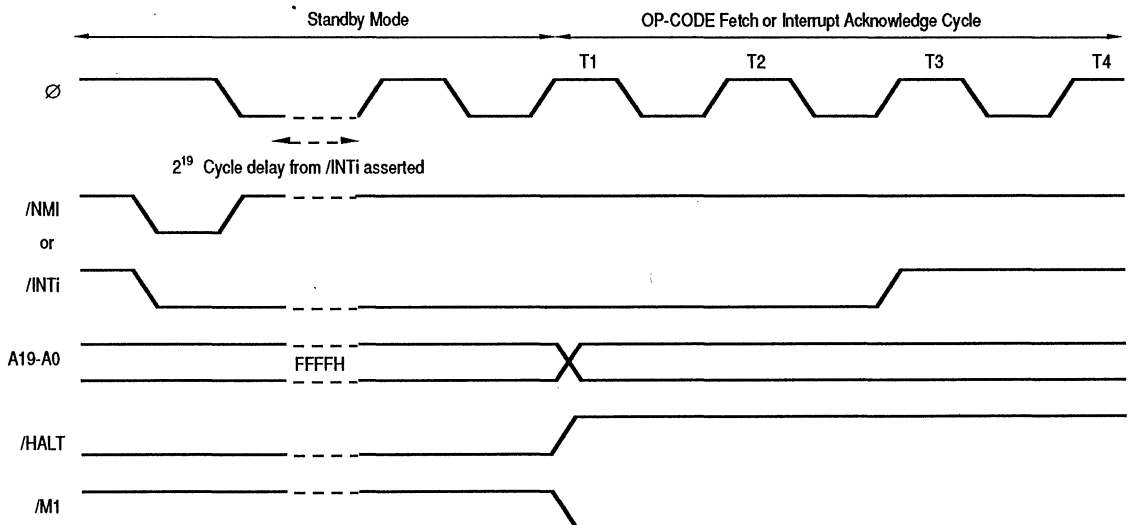 Standby Mode
OP-CODE Fetch or Interrupt Acknowledge Cycle
T1 T2 T3 T4
Ø
2¹⁹ Cycle delay from /INTi asserted
/NMI
or
/INTi
A19-A0
FFFFH
/HALT
/M1